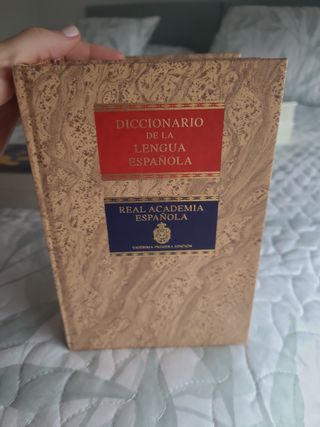 DICCIONARIO
DE LA
LENGUA
ESPAÑOLA
REAL ACADEMIA
ESPAÑOLA
VIGÉSIMA PRIMERA EDICIÓN